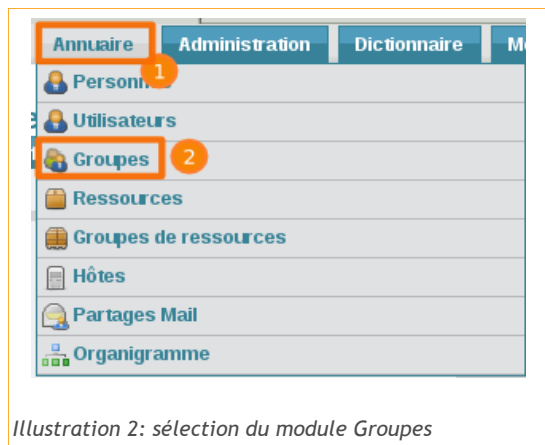 Annuaire Administration Dictionnaire
1
Utilisateurs
Groupes 2
Ressources
Groupes de ressources
Hôtes
Partages Mail
Organigramme
Illustration 2: sélection du module Groupes